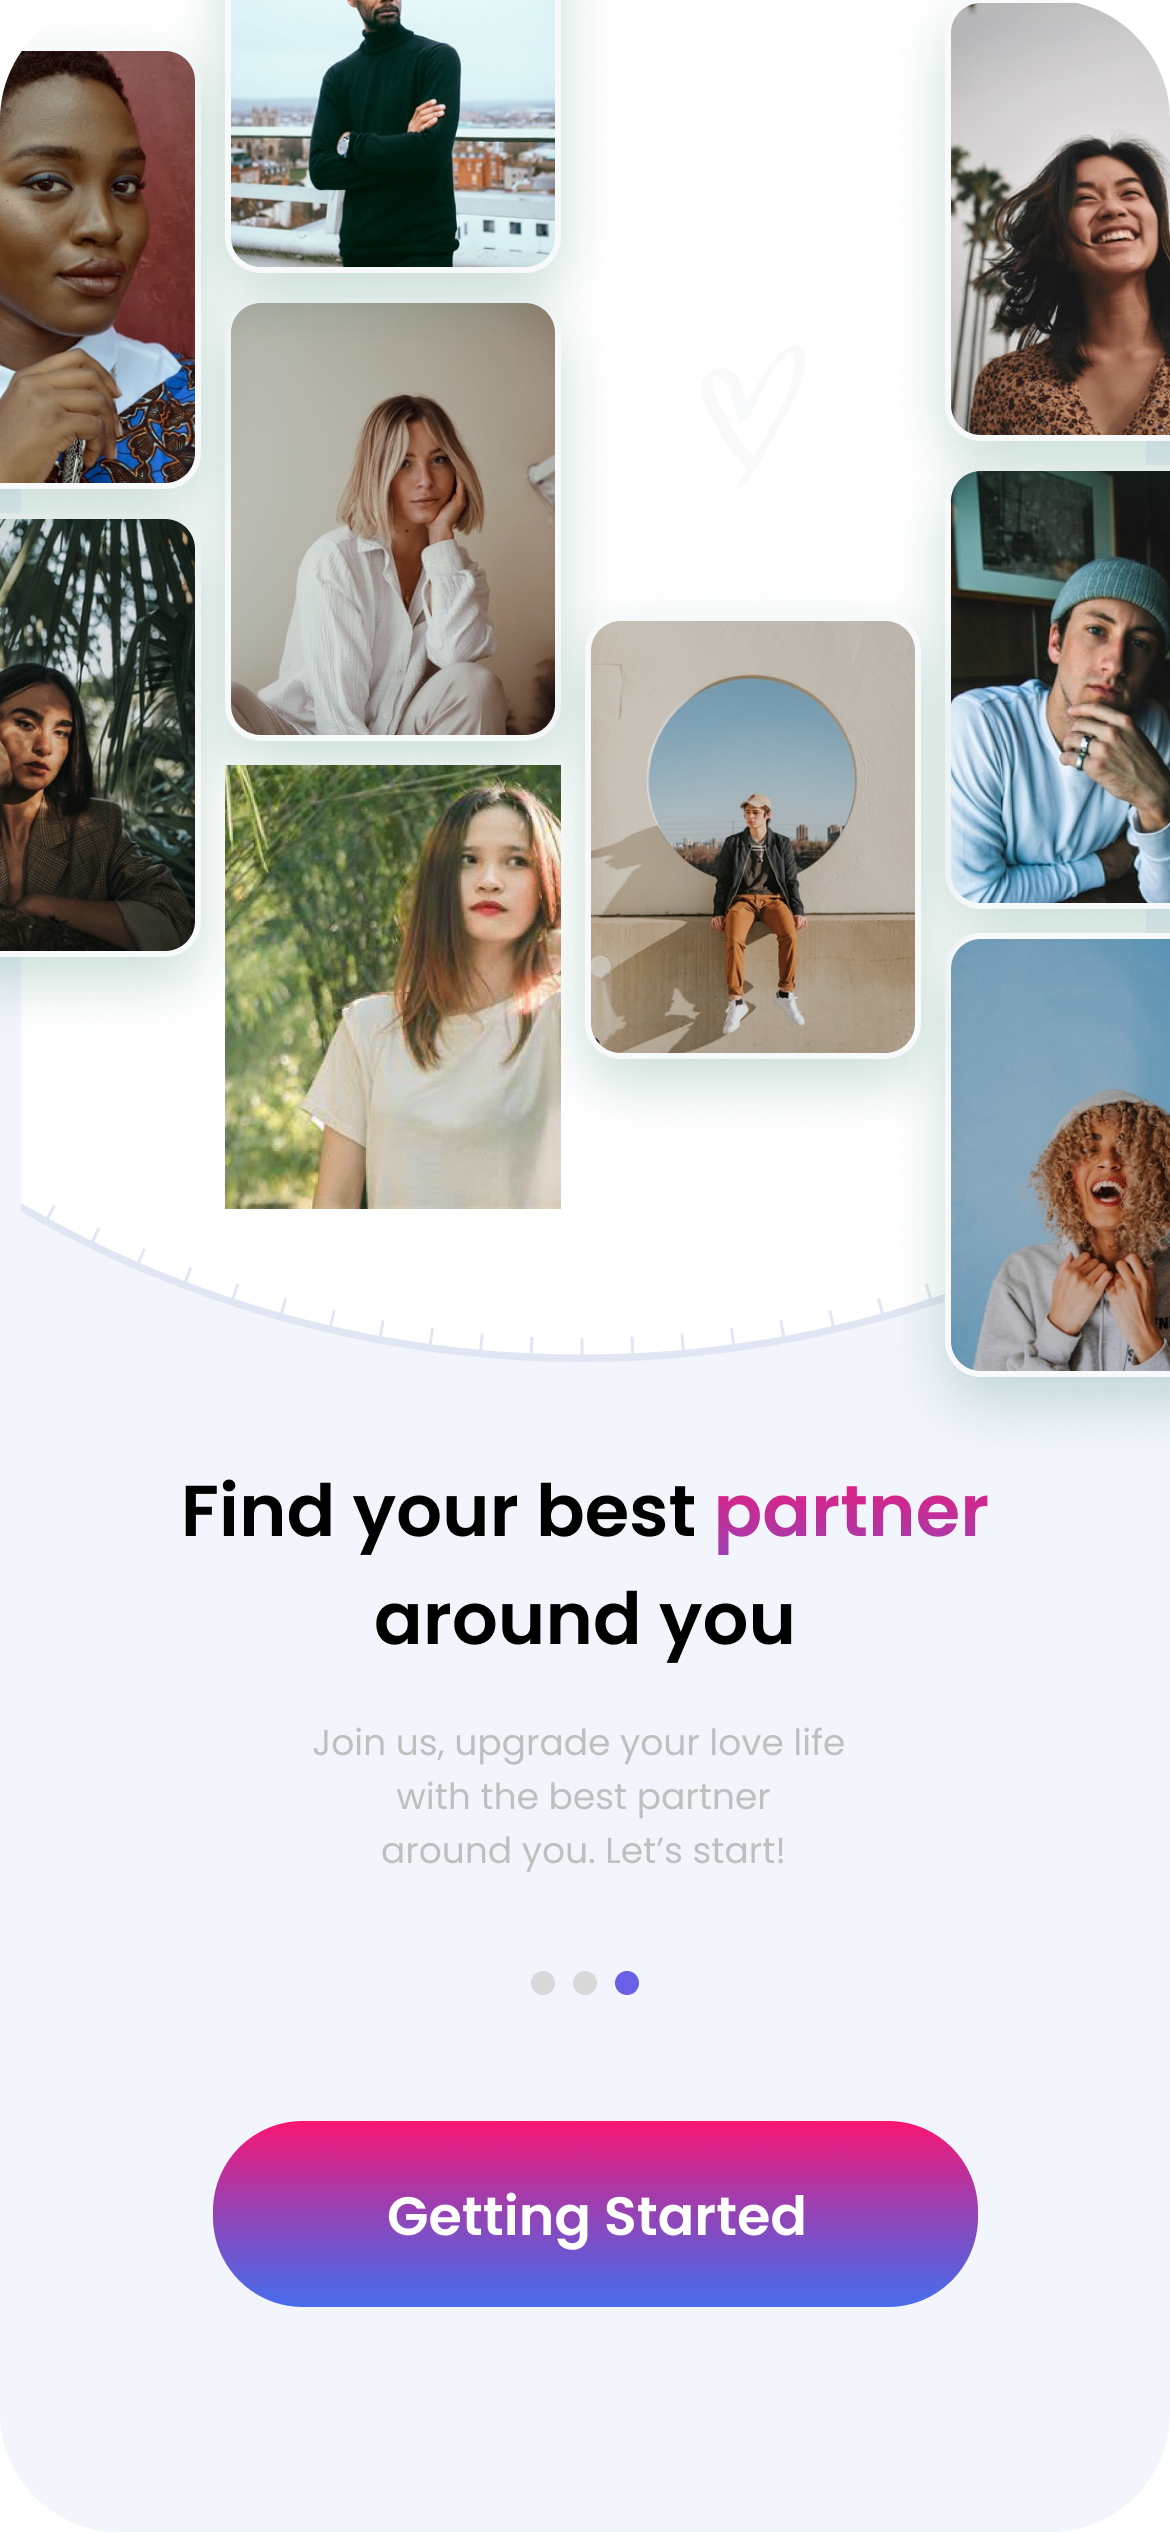 Find your best partner
around you
Join us, upgrade your love life
with the best partner
around you. Let’s start!
Getting Started